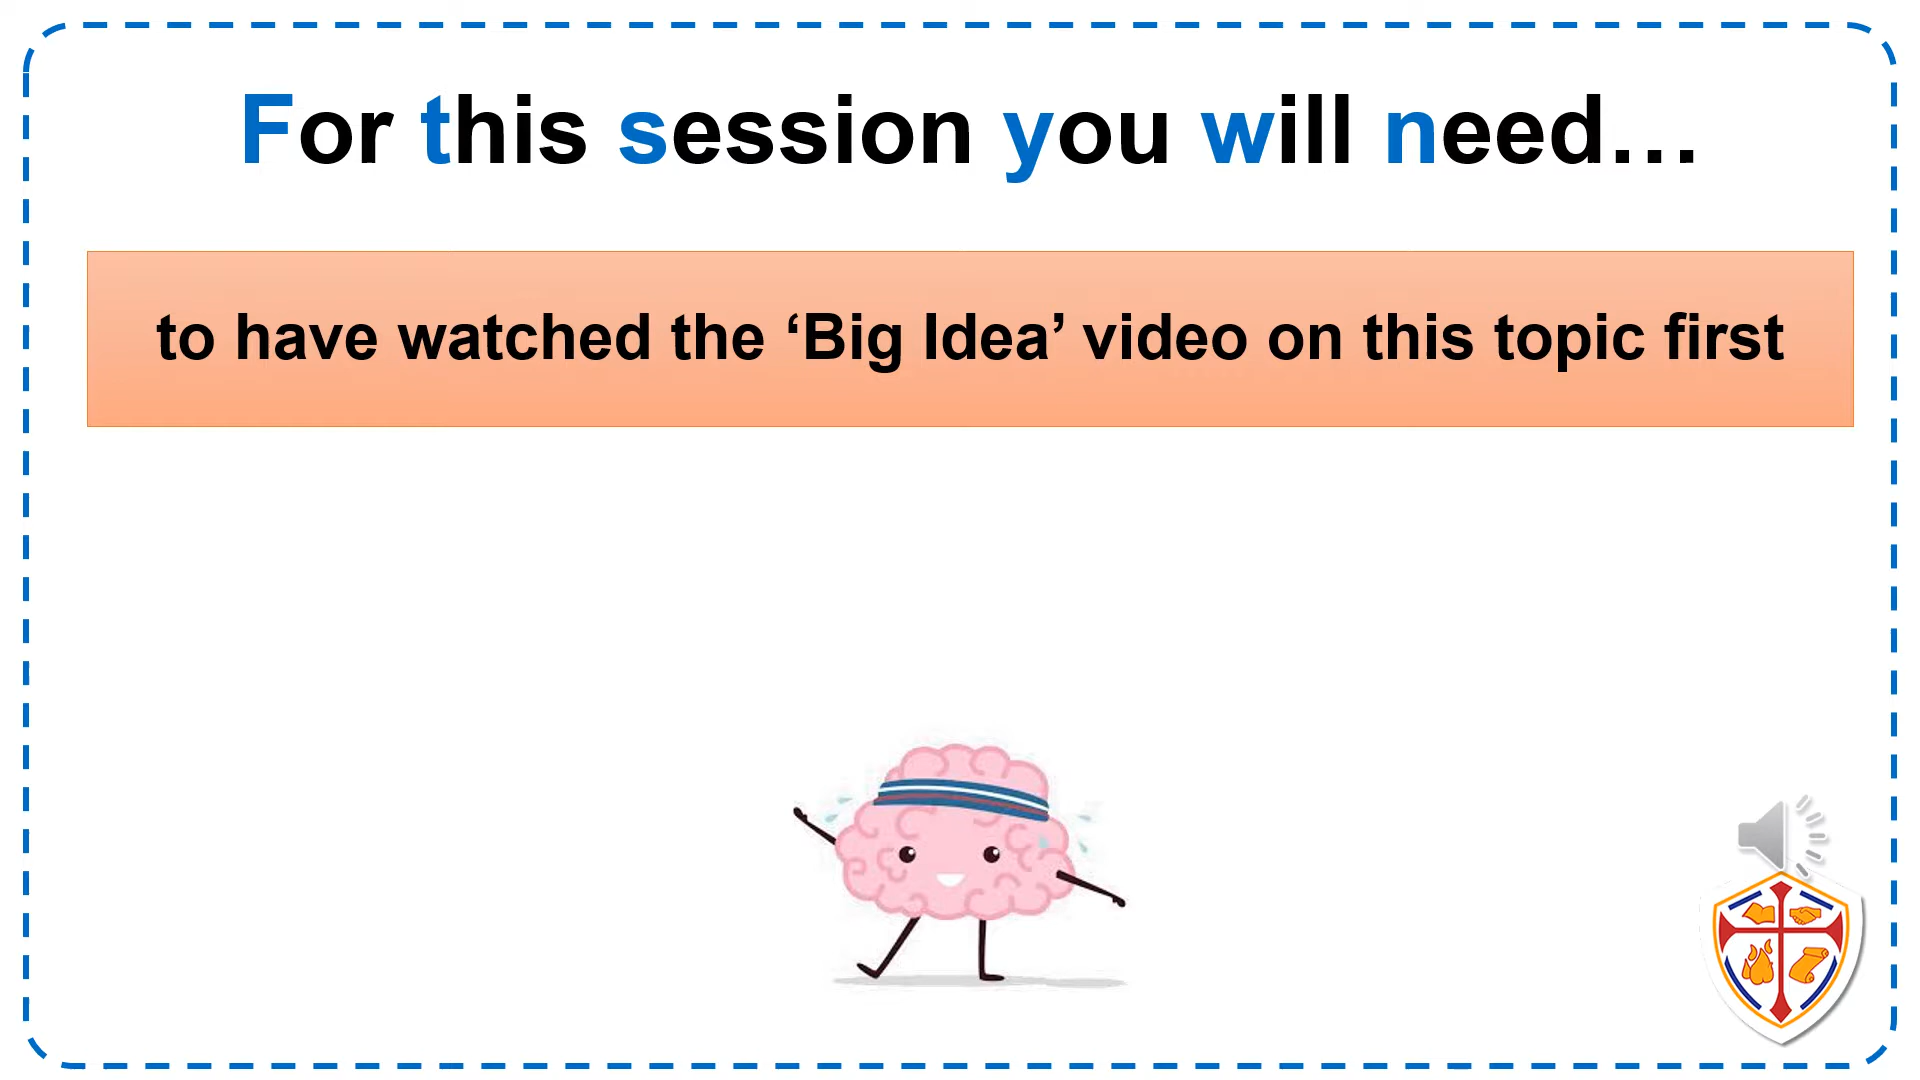 For this session you will need…
to have watched the ‘Big Idea’ video on this topic first